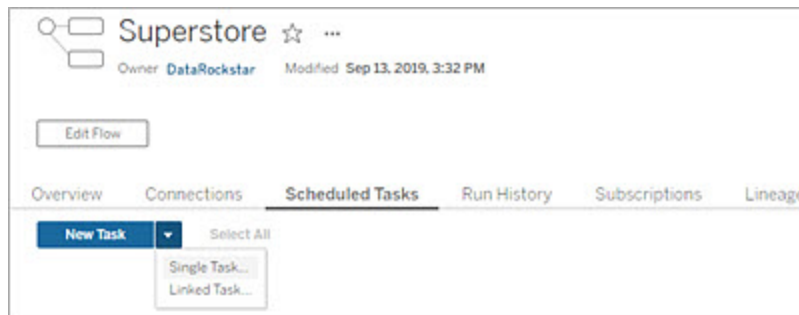 Superstore ☆ ...
Owner DataRockstar Modified Sep 13, 2019, 3:32 PM
Edit Flow
Overview Connections Scheduled Tasks Run History Subscriptions Lineage
New Task Select All
Single Task...
Linked Task...